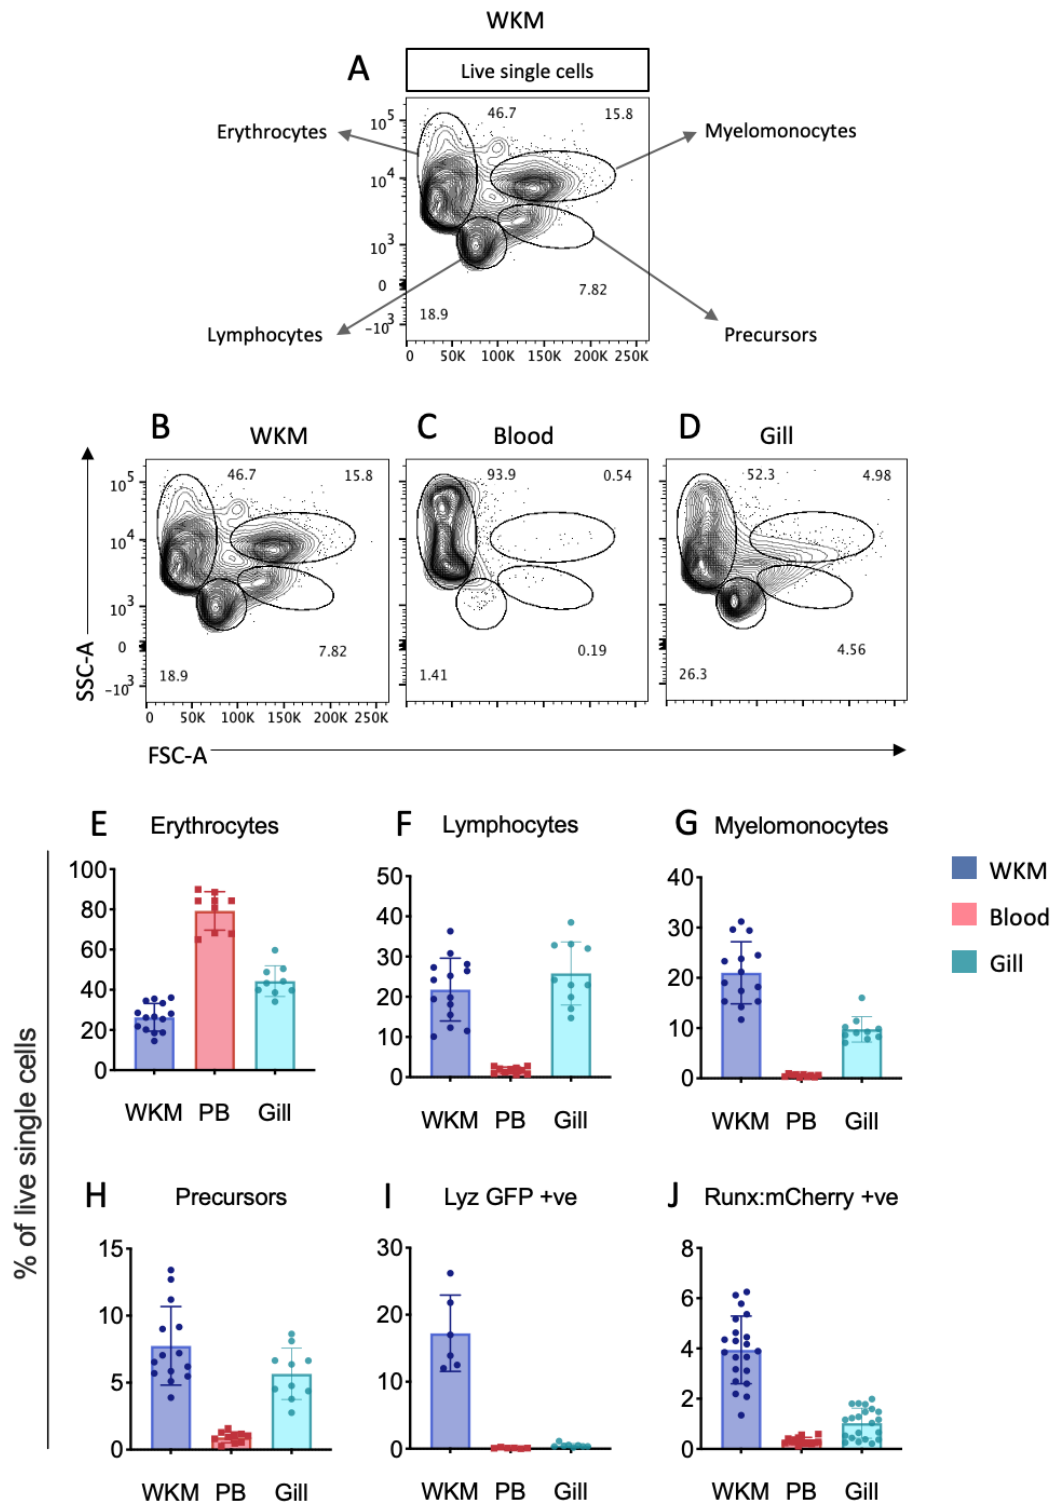 WKM
A
Live single cells
Erythrocytes
Myelomonocytes
46.7
15.8
10^5
10^4
10^3
0
-10^3
7.82
18.9
Lymphocytes
Precursors
0 50K 100K 150K 200K 250K
B WKM
C Blood
D Gill
46.7 15.8
93.9 0.54
52.3 4.98
10^5
10^4
10^3
0
-10^3
18.9 7.82
1.41 0.19
26.3 4.56
0 50K 100K 150K 200K 250K
SSC-A
FSC-A
% of live single cells
E Erythrocytes
100
80
60
40
20
0
WKM PB Gill
F Lymphocytes
50
40
30
20
10
0
WKM PB Gill
G Myelomonocytes
40
30
20
10
0
WKM PB Gill
WKM
Blood
Gill
H Precursors
15
10
5
0
WKM PB Gill
I Lyz GFP +ve
30
20
10
0
WKM PB Gill
J Runx:mCherry +ve
8
6
4
2
0
WKM PB Gill